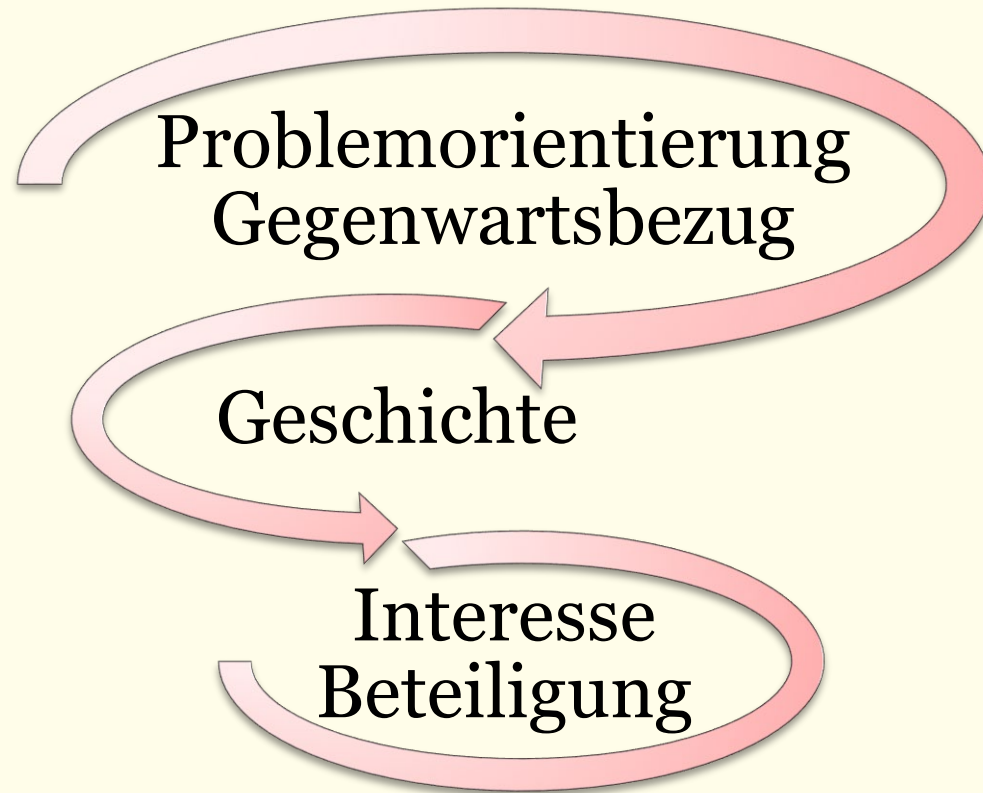 Problemorientierung
Gegenwartsbezug
Geschichte
Interesse
Beteiligung